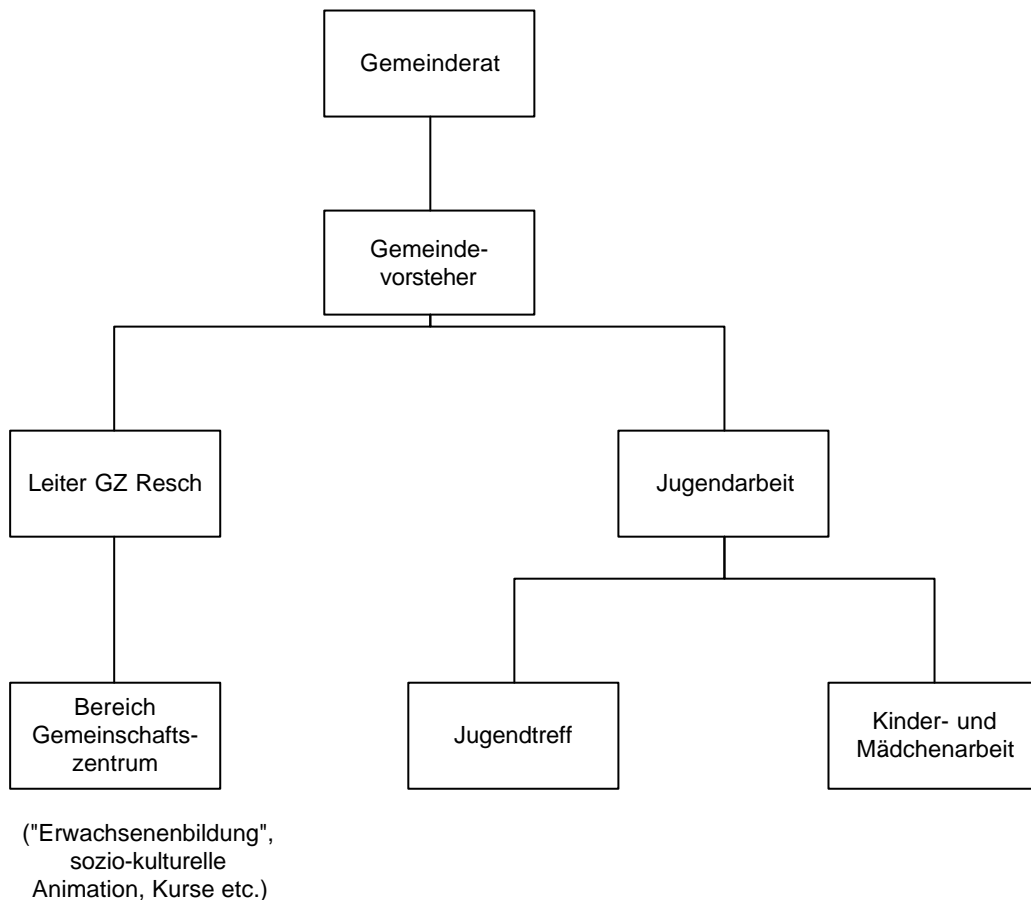 Gemeinderat
Gemeinde-
vorsteher
Leiter GZ Resch
Jugendarbeit
Bereich
Gemeinschafts-
zentrum
Jugendtreff
Kinder- und
Mädchenarbeit
("Erwachsenenbildung",
sozio-kulturelle
Animation, Kurse etc.)